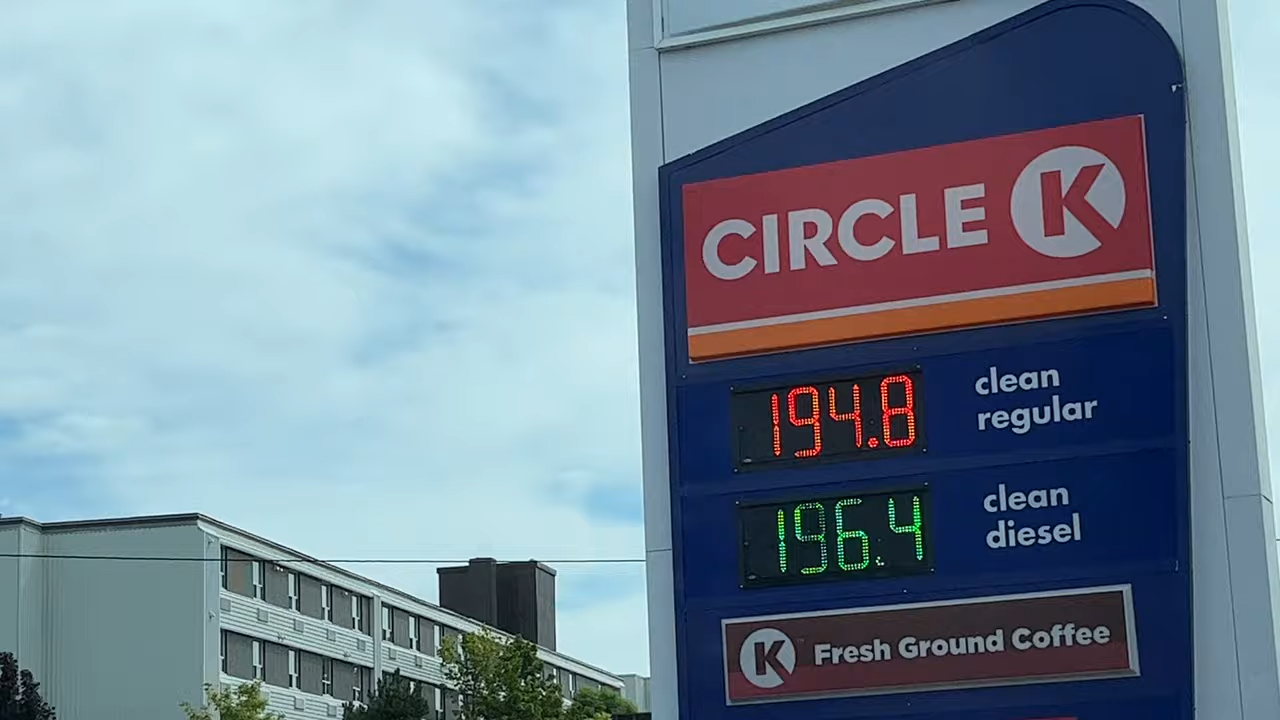 CIRCLE K
194.8
clean
regular
196.4
clean
diesel
K Fresh Ground Coffee